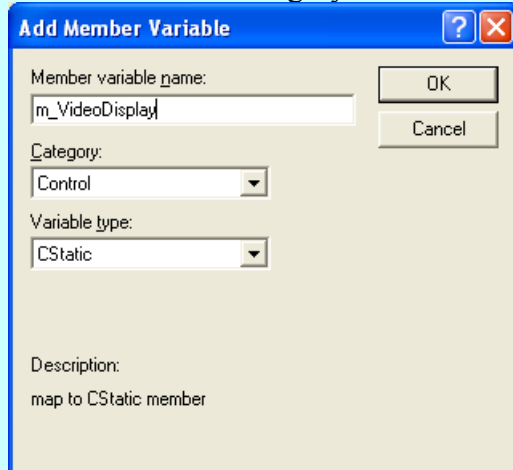 Add Member Variable
Member variable name:
OK
m_VideoDisplay
Cancel
Category:
Control
Variable type:
CStatic
Description:
map to CStatic member